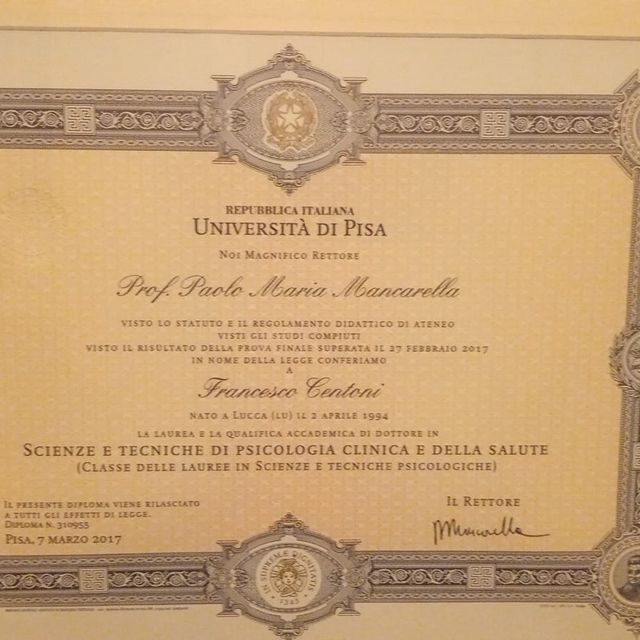 REPUBBLICA ITALIANA
UNIVERSITÀ DI PISA
NOI MAGNIFICO RETTORE
Prof. Paolo Maria Mancarella
VISTO LO STATUTO E IL REGOLAMENTO DIDATTICO DI ATENEO
VISTI GLI STUDI COMPIUTI
VISTO IL RISULTATO DELLA PROVA FINALE SUPERATA IL 27 FEBBRAIO 2017
IN NOME DELLA LEGGE CONFERIAMO
A
Francesco Centoni
NATO A LUCCA (LU) IL 2 APRILE 1994
LA LAUREA E LA QUALIFICA ACCADEMICA DI DOTTORE IN
SCIENZE E TECNICHE DI PSICOLOGIA CLINICA E DELLA SALUTE
(CLASSE DELLE LAUREE IN SCIENZE E TECNICHE PSICOLOGICHE)
IL PRESENTE DIPLOMA VIENE RILASCIATO
A TUTTI GLI EFFETTI DI LEGGE.
DIPLOMA N. 310955
PISA, 7 MARZO 2017
IL RETTORE
IN SUPREMÆ DIGNITATIS
1343